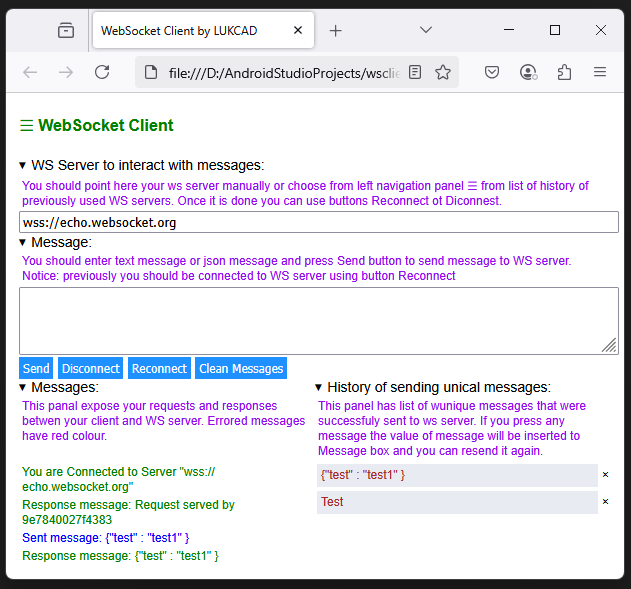 WebSocket Client by LUKCAD
file:///D:/AndroidStudioProjects/wsclie
☰ WebSocket Client
▾ WS Server to interact with messages:
You should point here your ws server manually or choose from left navigation panel ☰ from list of history of
previously used WS servers. Once it is done you can use buttons Reconnect ot Diconnest.
wss://echo.websocket.org
▾ Message:
You should enter text message or json message and press Send button to send message to WS server.
Notice: previously you should be connected to WS server using button Reconnect
Send Disconnect Reconnect Clean Messages
▾ Messages:
This panal expose your requests and responses
betwen your client and WS server. Errored messages
have red colour.
You are Connected to Server "wss://
echo.websocket.org"
Response message: Request served by
9e7840027f4383
Sent message: {"test" : "test1" }
Response message: {"test" : "test1" }
▾ History of sending unical messages:
This panel has list of wunique messages that were
successfuly sent to ws server. If you press any
message the value of message will be inserted to
Message box and you can resend it again.
{"test" : "test1" } ×
Test ×